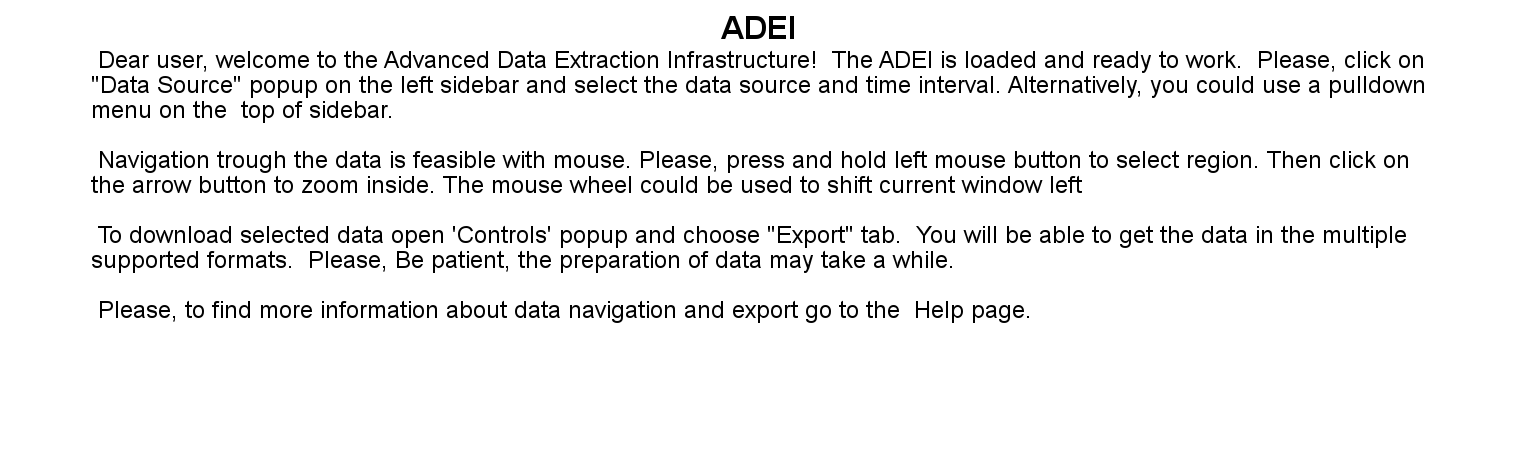 ADEI
Dear user, welcome to the Advanced Data Extraction Infrastructure!  The ADEI is loaded and ready to work.  Please, click on
"Data Source" popup on the left sidebar and select the data source and time interval. Alternatively, you could use a pulldown
menu on the  top of sidebar.
Navigation trough the data is feasible with mouse. Please, press and hold left mouse button to select region. Then click on
the arrow button to zoom inside. The mouse wheel could be used to shift current window left
To download selected data open 'Controls' popup and choose "Export" tab.  You will be able to get the data in the multiple
supported formats.  Please, Be patient, the preparation of data may take a while.
Please, to find more information about data navigation and export go to the  Help page.